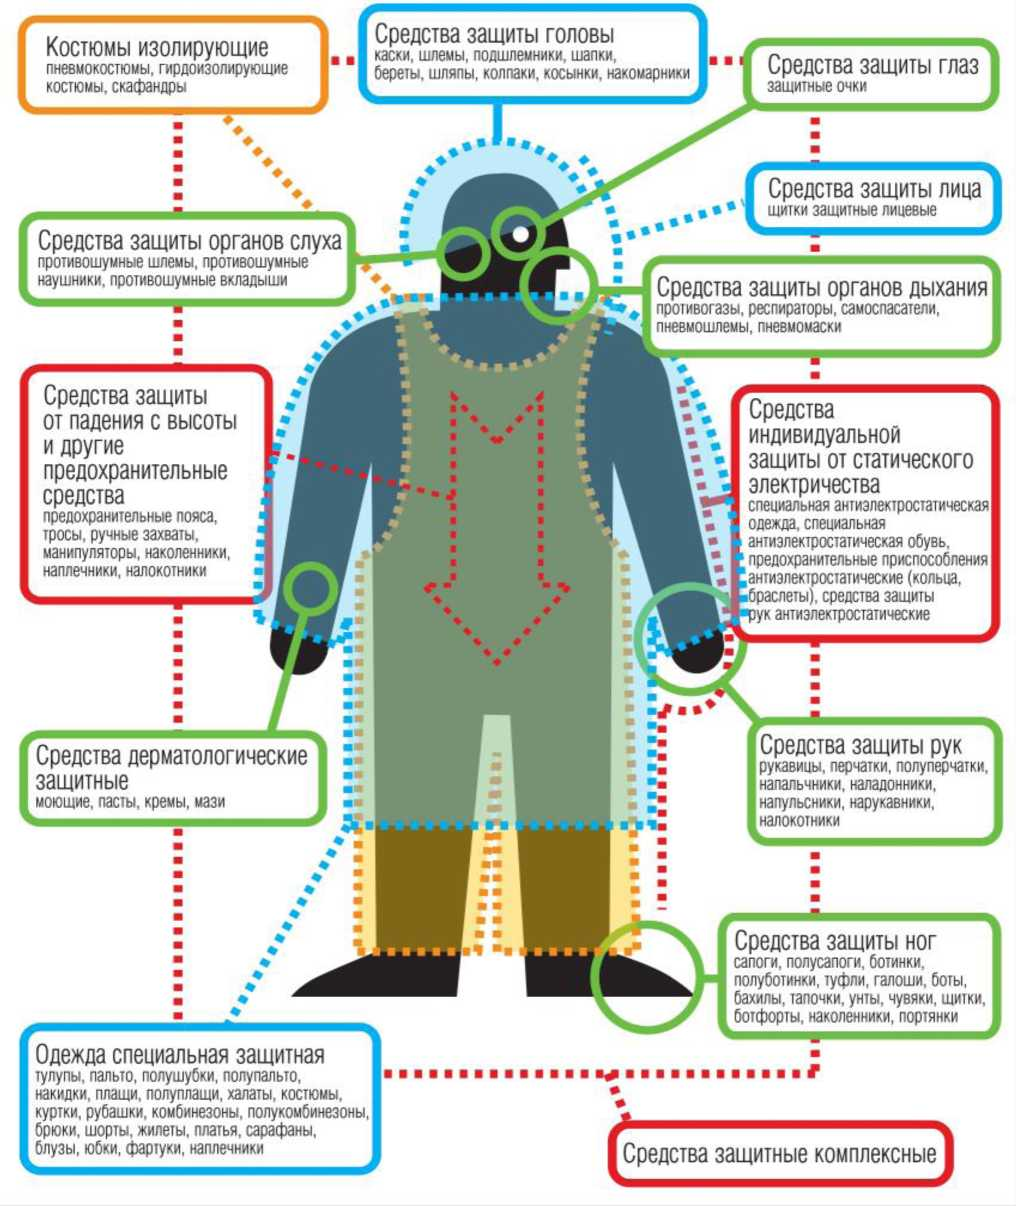 Костюмы изолирующие
пневмокостюмы, гирдоизолирующие
костюмы, скафандры
Средства защиты головы
каски, шлемы, подшлемники, шапки,
береты, шляпы, колпаки, косынки, накомарники
Средства защиты глаз
защитные очки
Средства защиты лица
щитки защитные лицевые
Средства защиты органов слуха
противошумные шлемы, противошумные
наушники, противошумные вкладыши
Средства защиты органов дыхания
противогазы, респираторы, самоспасатели,
пневмошлемы, пневмомаски
Средства защиты
от падения с высоты
и другие
предохранительные
средства
предохранительные пояса,
тросы, ручные захваты,
манипуляторы, наколенники,
наплечники, налокотники
Средства
индивидуальной
защиты от статического
электричества
специальная антиэлектростатическая
одежда, специальная
антиэлектростатическая обувь,
предохранительные приспособления
антиэлектростатические (кольца,
браслеты), средства защиты
рук антиэлектростатические
Средства дерматологические
защитные
моющие, пасты, кремы, мази
Средства защиты рук
рукавицы, перчатки, полуперчатки,
напальчники, наладонники,
напульсники, нарукавники,
налокотники
Средства защиты ног
сапоги, полусапоги, ботинки,
полуботинки, туфли, галоши, боты,
бахилы, тапочки, унты, чувяки, щитки,
ботфорты, наколенники, портянки
Одежда специальная защитная
тулупы, пальто, полушубки, полупальто,
накидки, плащи, полуплащи, халаты, костюмы,
куртки, рубашки, комбинезоны, полукомбинезоны,
брюки, шорты, жилеты, платья, сарафаны,
блузы, юбки, фартуки, наплечники
Средства защитные комплексные